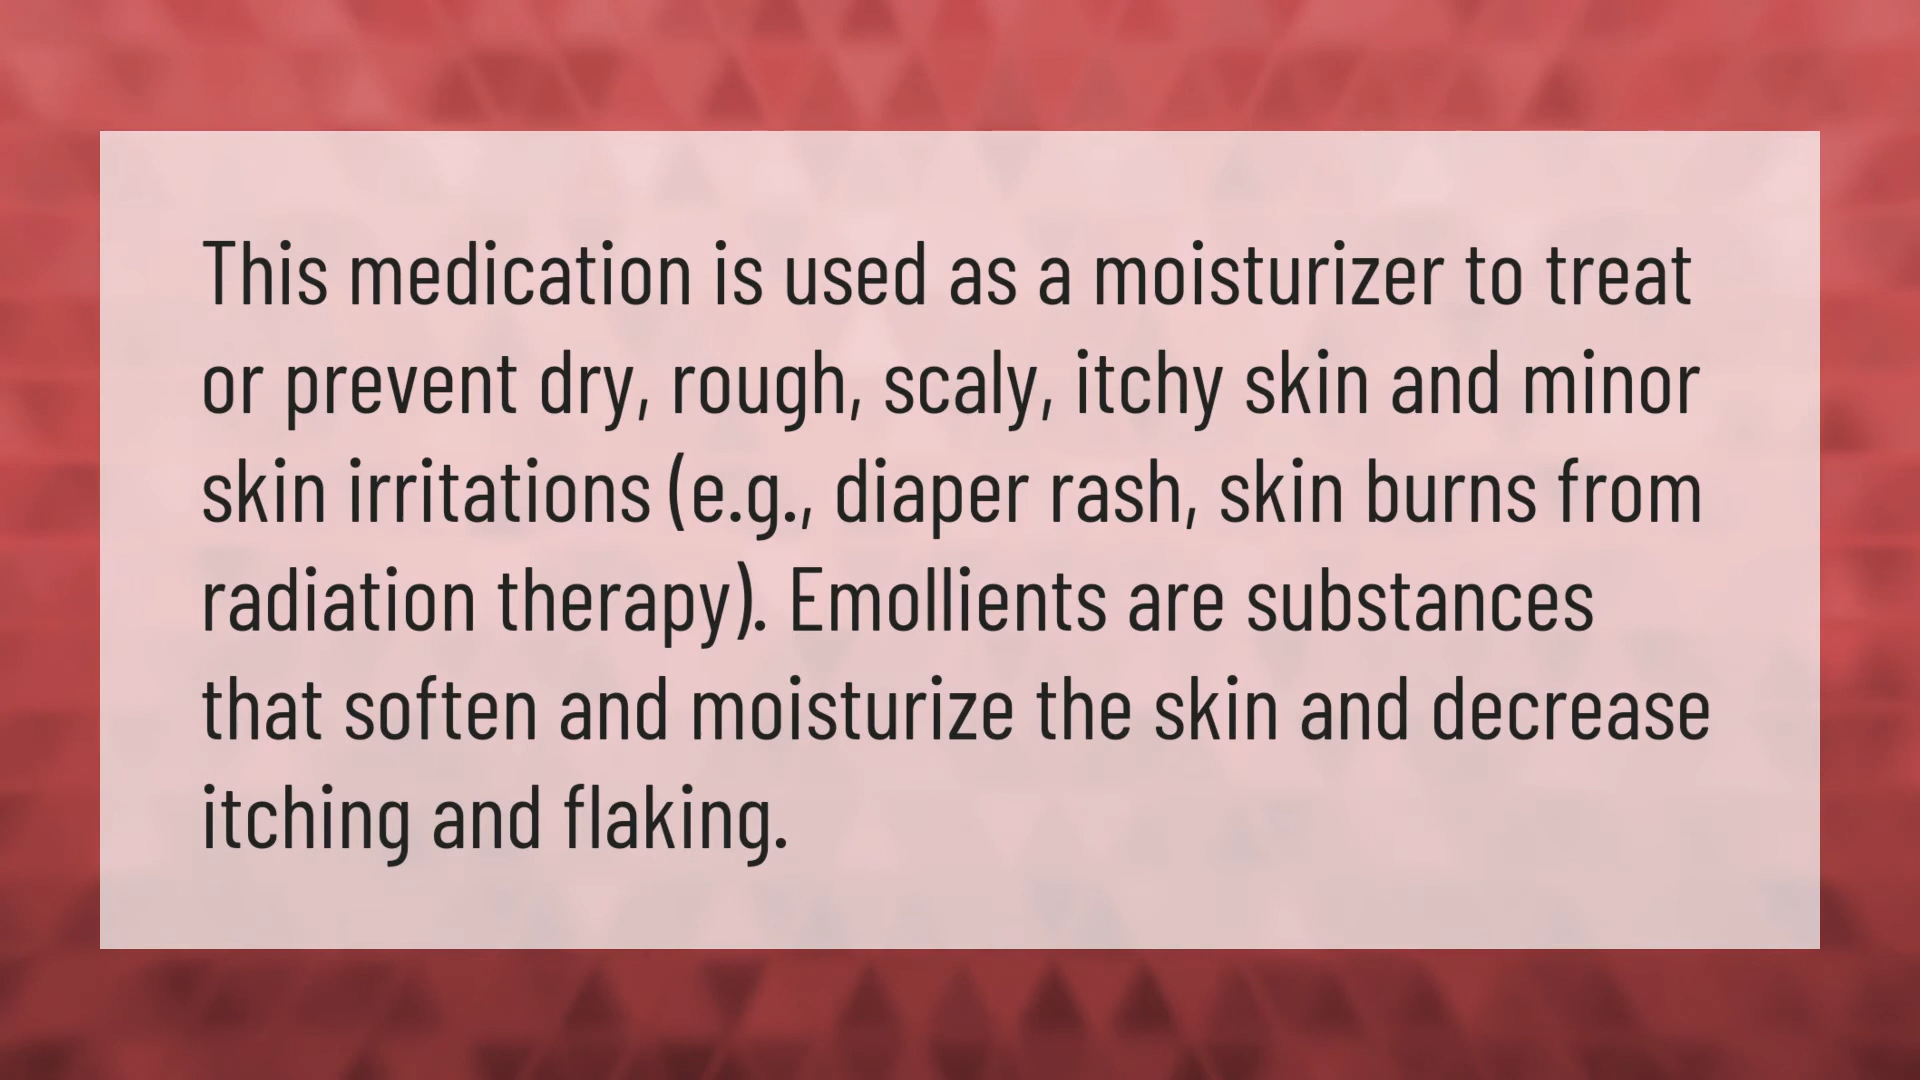 This medication is used as a moisturizer to treat
or prevent dry, rough, scaly, itchy skin and minor
skin irritations (e.g., diaper rash, skin burns from
radiation therapy). Emollients are substances
that soften and moisturize the skin and decrease
itching and flaking.